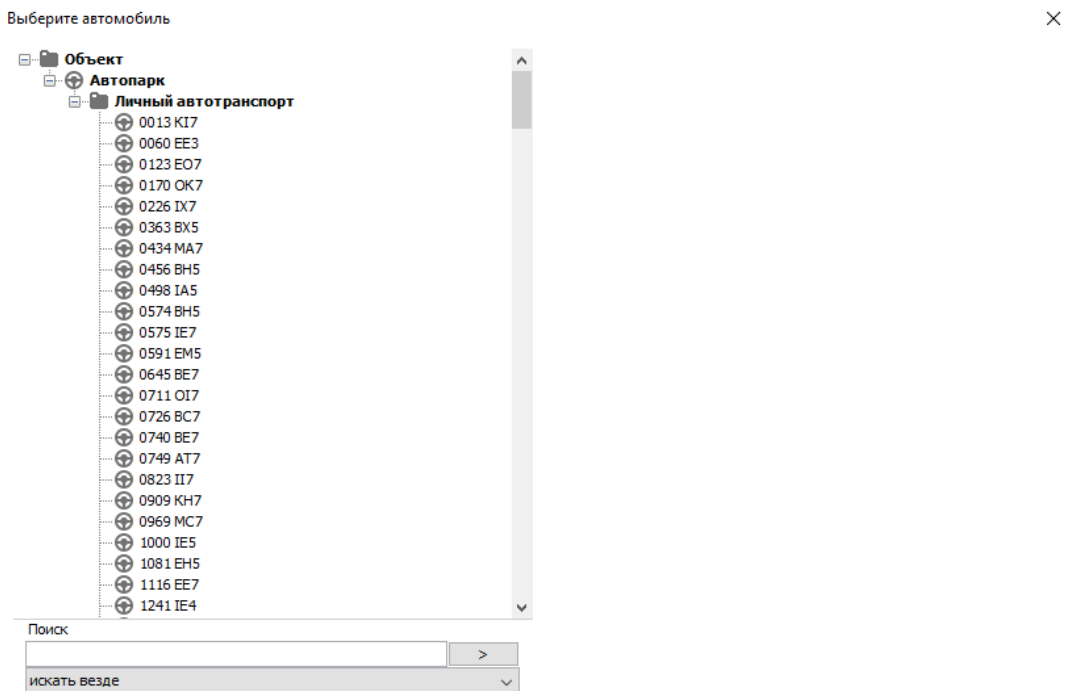 Выберите автомобиль
Объект
Автопарк
Личный автотранспорт
0013 KI7
0060 EE3
0123 EO7
0170 OK7
0226 IX7
0363 BX5
0434 MA7
0456 BH5
0498 IA5
0574 BH5
0575 IE7
0591 EM5
0645 BE7
0711 OI7
0726 BC7
0740 BE7
0749 AT7
0823 II7
0909 KH7
0969 MC7
1000 IE5
1081 EH5
1116 EE7
1241 IE4
Поиск
>
искать везде